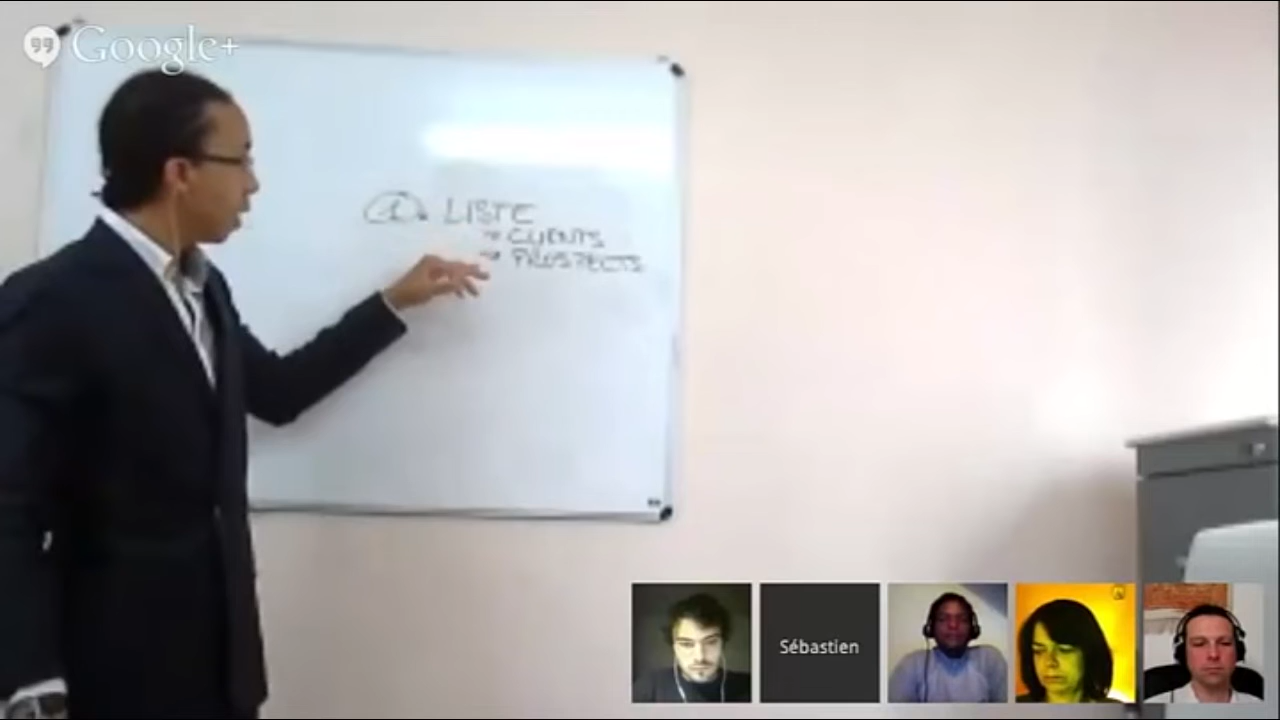 Google+
1. LISTE
→ CLIENTS
→ PROSPECTS
Sébastien